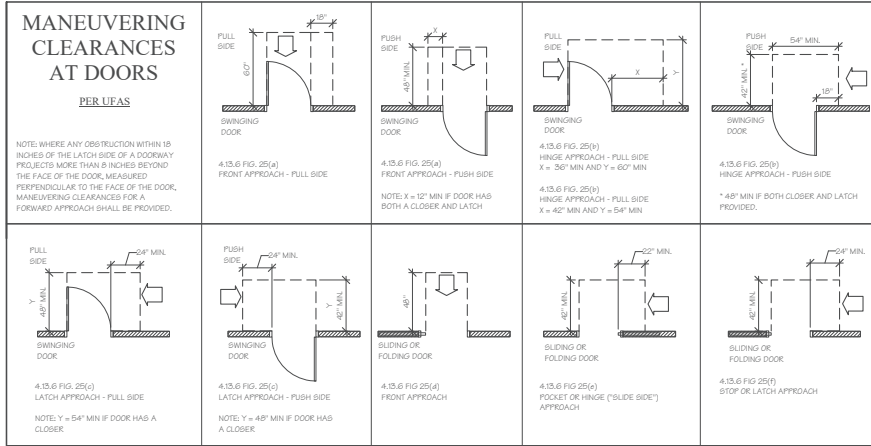 MANEUVERING
CLEARANCES
AT DOORS
PER UFAS
NOTE: WHERE ANY OBSTRUCTION WITHIN 18
INCHES OF THE LATCH SIDE OF A DOORWAY
PROJECTS MORE THAN 8 INCHES BEYOND
THE FACE OF THE DOOR, MEASURED
PERPENDICULAR TO THE FACE OF THE DOOR,
MANEUVERING CLEARANCES FOR A
FORWARD APPROACH SHALL BE PROVIDED.
18"
PULL
SIDE
60"
SWINGING
DOOR
4.13.6 FIG. 25(a)
FRONT APPROACH - PULL SIDE
PUSH
SIDE
X
48" MIN.
SWINGING
DOOR
4.13.6 FIG. 25(a)
FRONT APPROACH - PUSH SIDE
NOTE: X = 12" MIN IF DOOR HAS
BOTH A CLOSER AND LATCH
PULL
SIDE
X
Y
SWINGING
DOOR
4.13.6 FIG. 25(b)
HINGE APPROACH - PULL SIDE
X = 36" MIN AND Y = 60" MIN
4.13.6 FIG. 25(b)
HINGE APPROACH - PULL SIDE
X = 42" MIN AND Y = 54" MIN
PUSH
SIDE
54" MIN.
42" MIN. *
18"
SWINGING
DOOR
4.13.6 FIG. 25(b)
HINGE APPROACH - PUSH SIDE
* 48" MIN IF BOTH CLOSER AND LATCH
PROVIDED.
PULL
SIDE
24" MIN.
Y
48" MIN.
SWINGING
DOOR
4.13.6 FIG 25(c)
LATCH APPROACH - PULL SIDE
NOTE: Y = 54" MIN IF DOOR HAS A
CLOSER
PUSH
SIDE
24" MIN.
Y
42" MIN.
SWINGING
DOOR
4.13.6 FIG. 25(c)
LATCH APPROACH - PUSH SIDE
NOTE: Y = 48" MIN IF DOOR HAS
A CLOSER
48"
SLIDING OR
FOLDING DOOR
4.13.6 FIG 25(d)
FRONT APPROACH
22" MIN.
42" MIN.
SLIDING OR
FOLDING DOOR
4.13.6 FIG 25(e)
POCKET OR HINGE ("SLIDE SIDE")
APPROACH
24" MIN.
42" MIN.
SLIDING OR
FOLDING DOOR
4.13.6 FIG 25(f)
STOP OR LATCH APPROACH